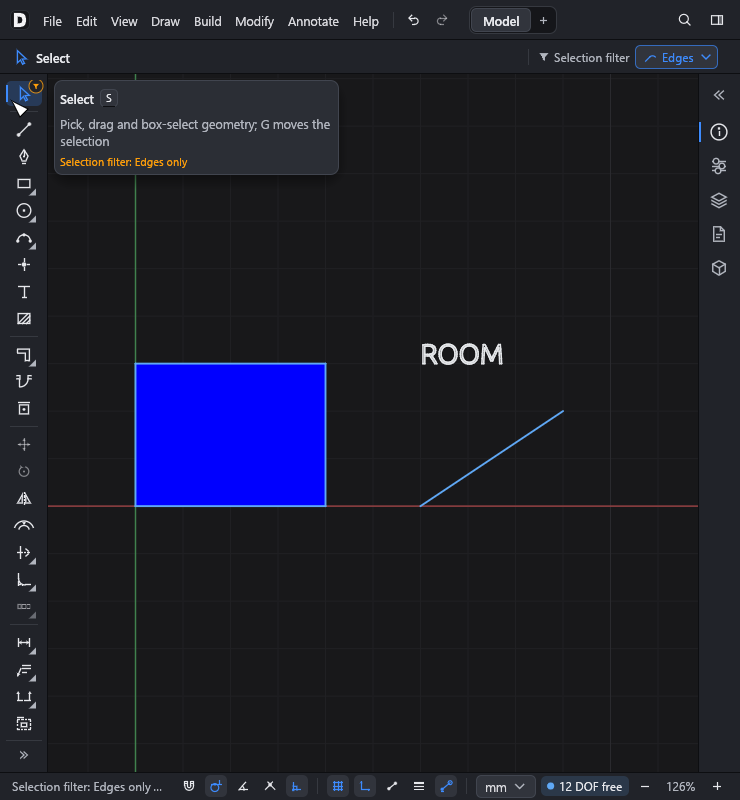 D File Edit View Draw Build Modify Annotate Help Model +
Select
Selection filter Edges
Select S
Pick, drag and box-select geometry; G moves the
selection
Selection filter: Edges only
ROOM
Selection filter: Edges only ...
mm
12 DOF free
126%